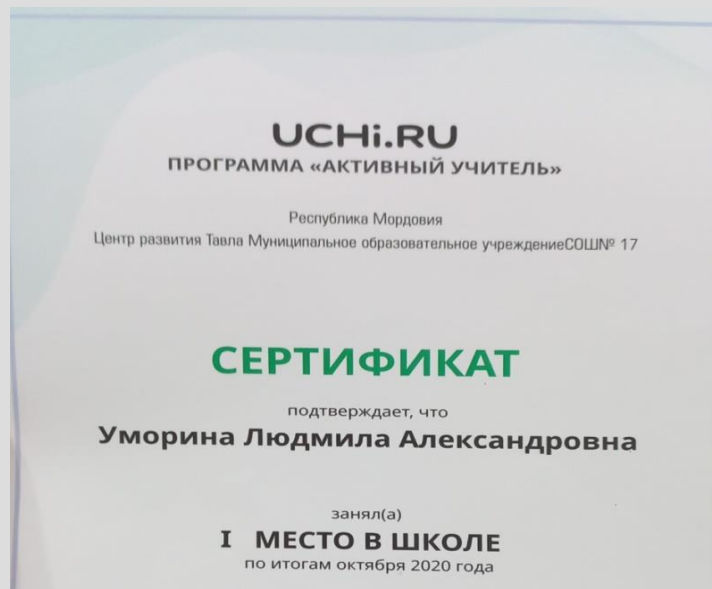 UCHi.RU
ПРОГРАММА «АКТИВНЫЙ УЧИТЕЛЬ»
Республика Мордовия
Центр развития Тавла Муниципальное образовательное учреждениеСОШ№ 17
СЕРТИФИКАТ
подтверждает, что
Уморина Людмила Александровна
занял(а)
I МЕСТО В ШКОЛЕ
по итогам октября 2020 года